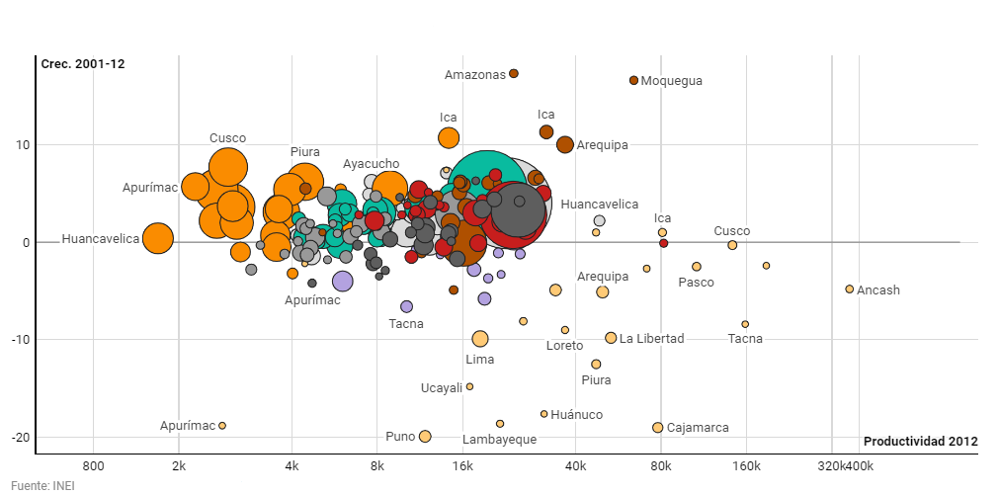 Crec. 2001-12
Amazonas
Moquegua
Ica
Ica
Arequipa
Cusco
Piura
Ayacucho
Apurímac
Huancavelica
Huancavelica
Ica
Cusco
Apurímac
Arequipa
Pasco
Ancash
Tacna
Lima
Loreto
La Libertad
Tacna
Piura
Ucayali
Huánuco
Apurímac
Puno
Lambayeque
Cajamarca
10
0
-10
-20
Productividad 2012
800 2k 4k 8k 16k 40k 80k 160k 320k 400k
Fuente: INEI